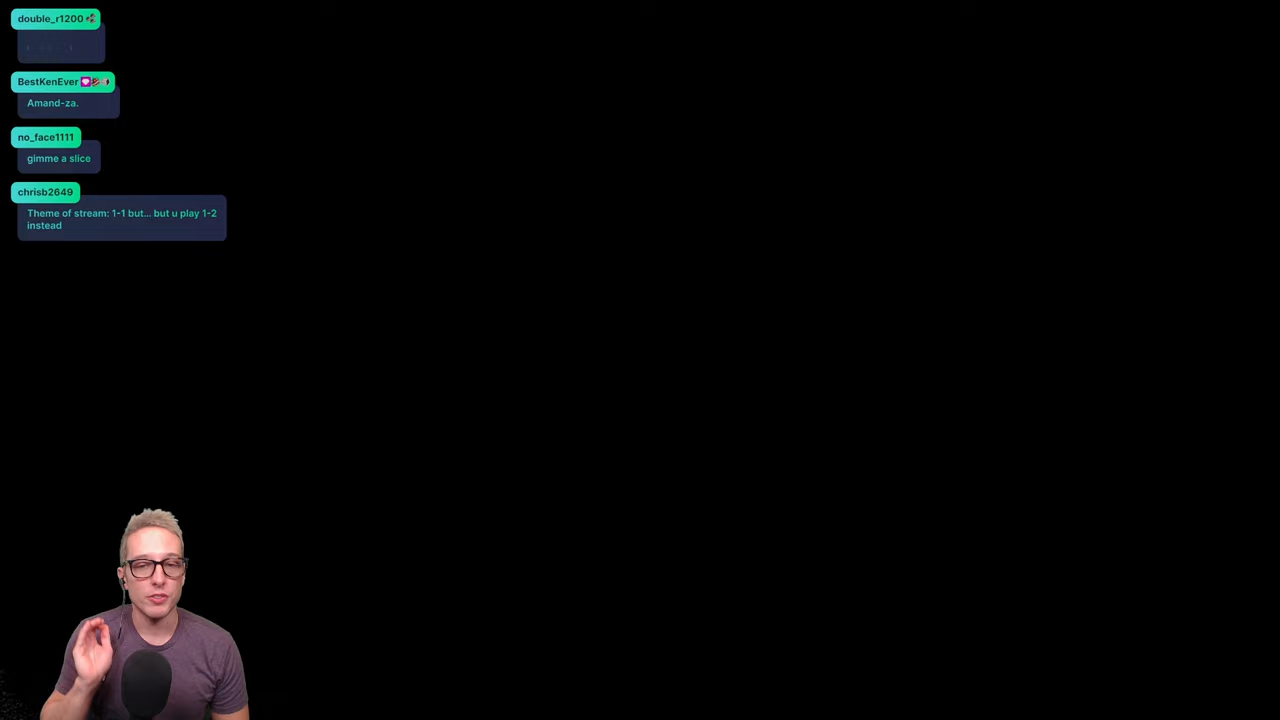 double_r1200
BestKenEver
Amand-za.
no_face1111
gimme a slice
chrisb2649
Theme of stream: 1-1 but... but u play 1-2
instead